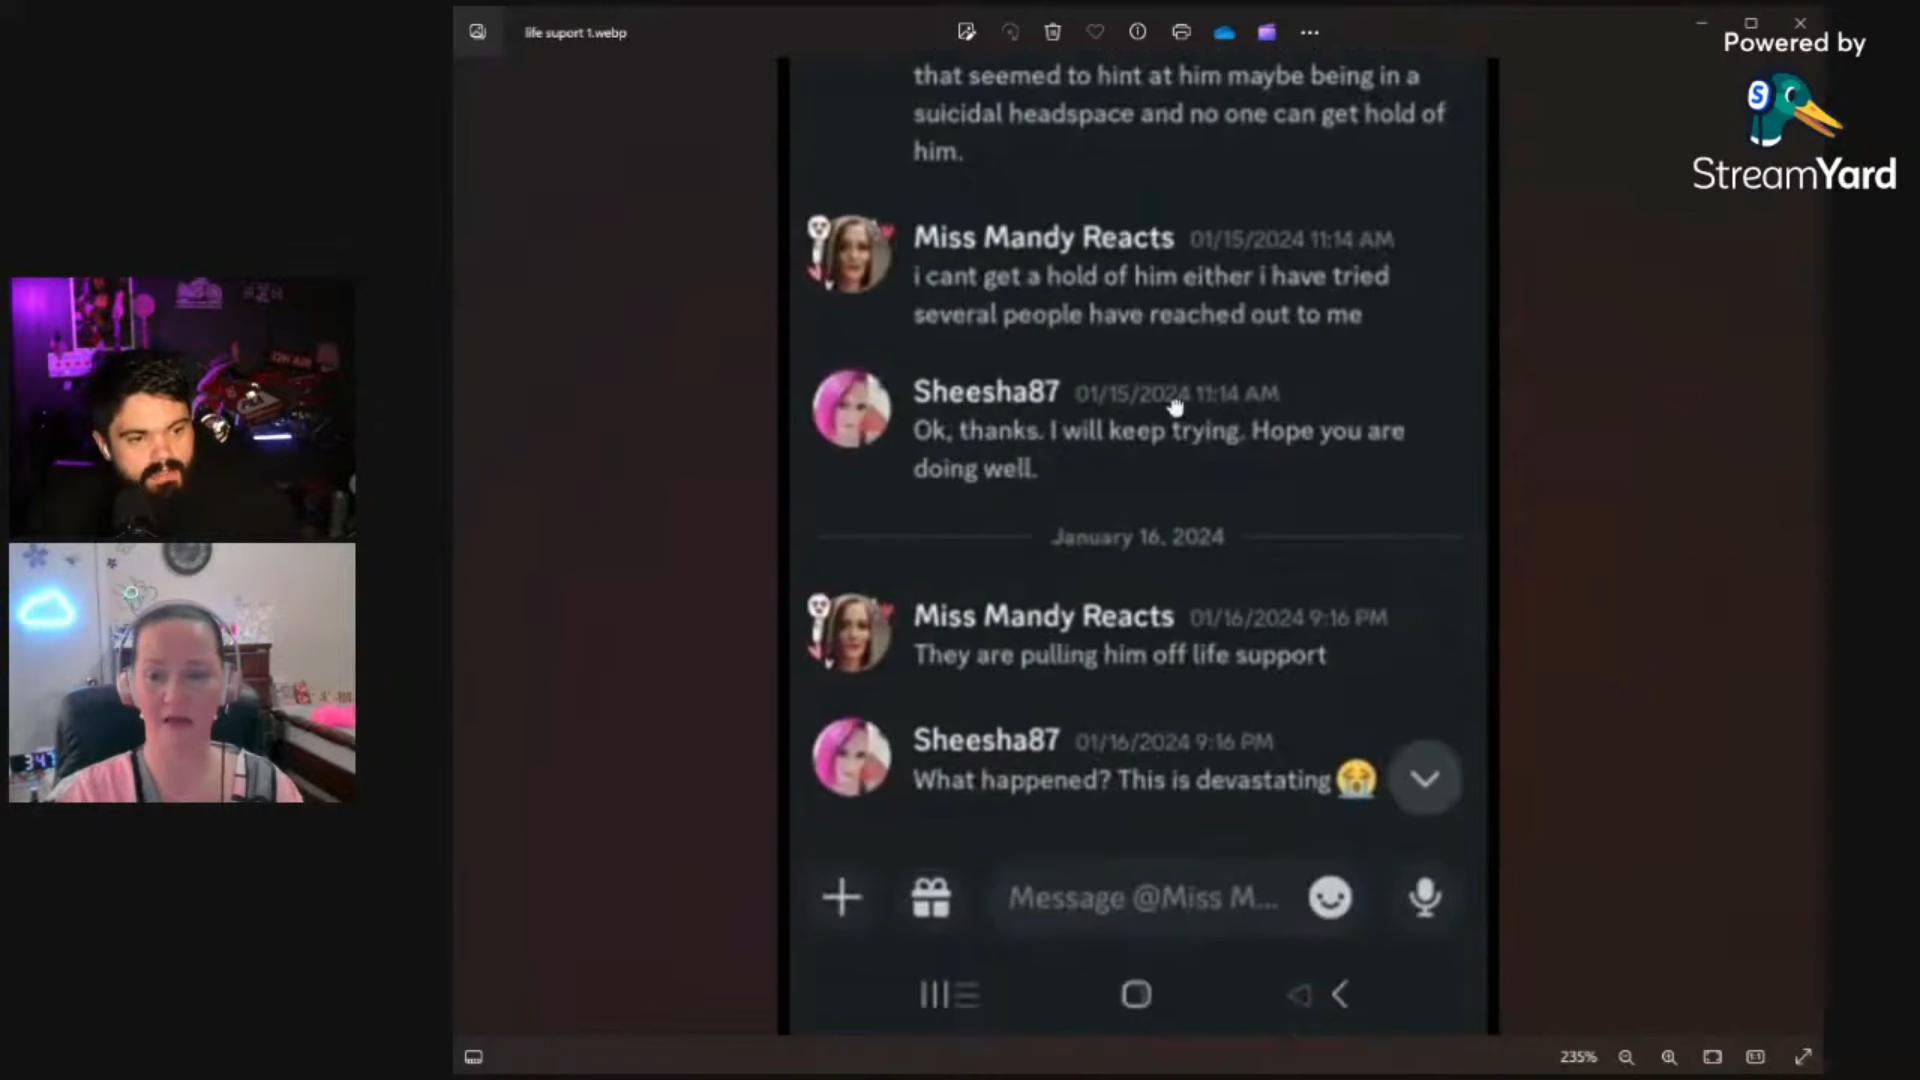 life suport 1.webp
Powered by
StreamYard
that seemed to hint at him maybe being in a
suicidal headspace and no one can get hold of
him.
Miss Mandy Reacts 01/15/2024 11:14 AM
i cant get a hold of him either i have tried
several people have reached out to me
Sheesha87 01/15/2024 11:14 AM
Ok, thanks. I will keep trying. Hope you are
doing well.
January 16, 2024
Miss Mandy Reacts 01/16/2024 9:16 PM
They are pulling him off life support
Sheesha87 01/16/2024 9:16 PM
What happened? This is devastating 😭
Message @Miss M...
ON AIR
3:47
235%